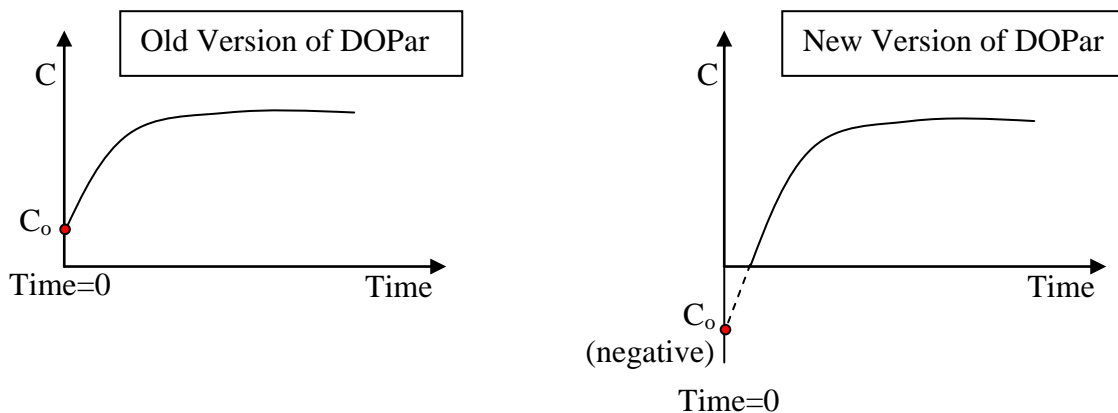 Old Version of DOPar
C
Cₒ
Time=0
Time
New Version of DOPar
C
Time
Cₒ
(negative)
Time=0